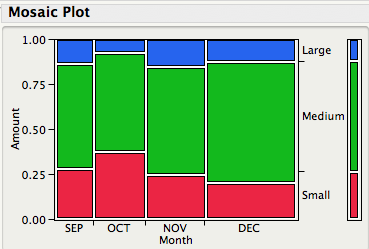 Mosaic Plot
1.00
0.75
0.50
0.25
0.00
Amount
Large
Medium
Small
SEP OCT NOV DEC
Month